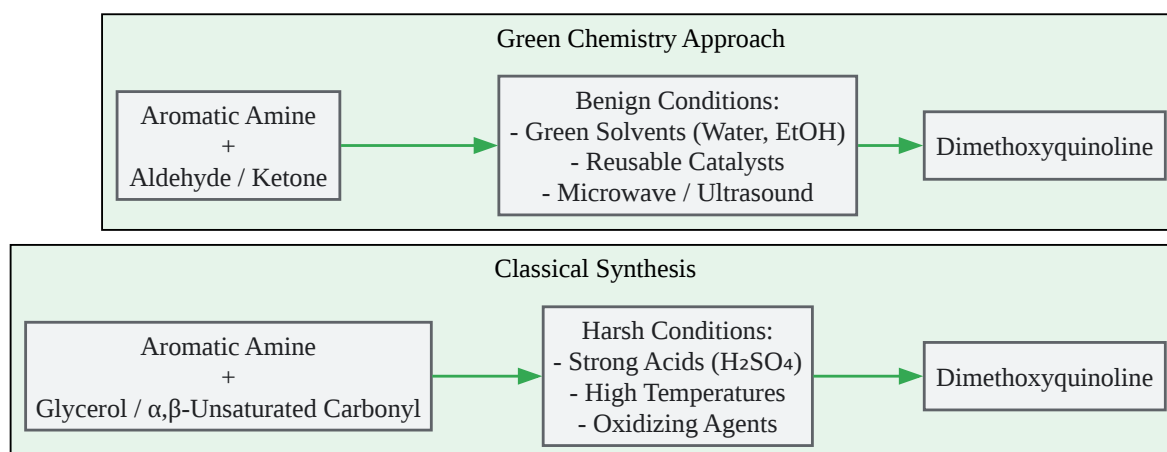 Green Chemistry Approach
Aromatic Amine
+
Aldehyde / Ketone
Benign Conditions:
- Green Solvents (Water, EtOH)
- Reusable Catalysts
- Microwave / Ultrasound
Dimethoxyquinoline
Classical Synthesis
Aromatic Amine
+
Glycerol / α,β-Unsaturated Carbonyl
Harsh Conditions:
- Strong Acids (H₂SO₄)
- High Temperatures
- Oxidizing Agents
Dimethoxyquinoline